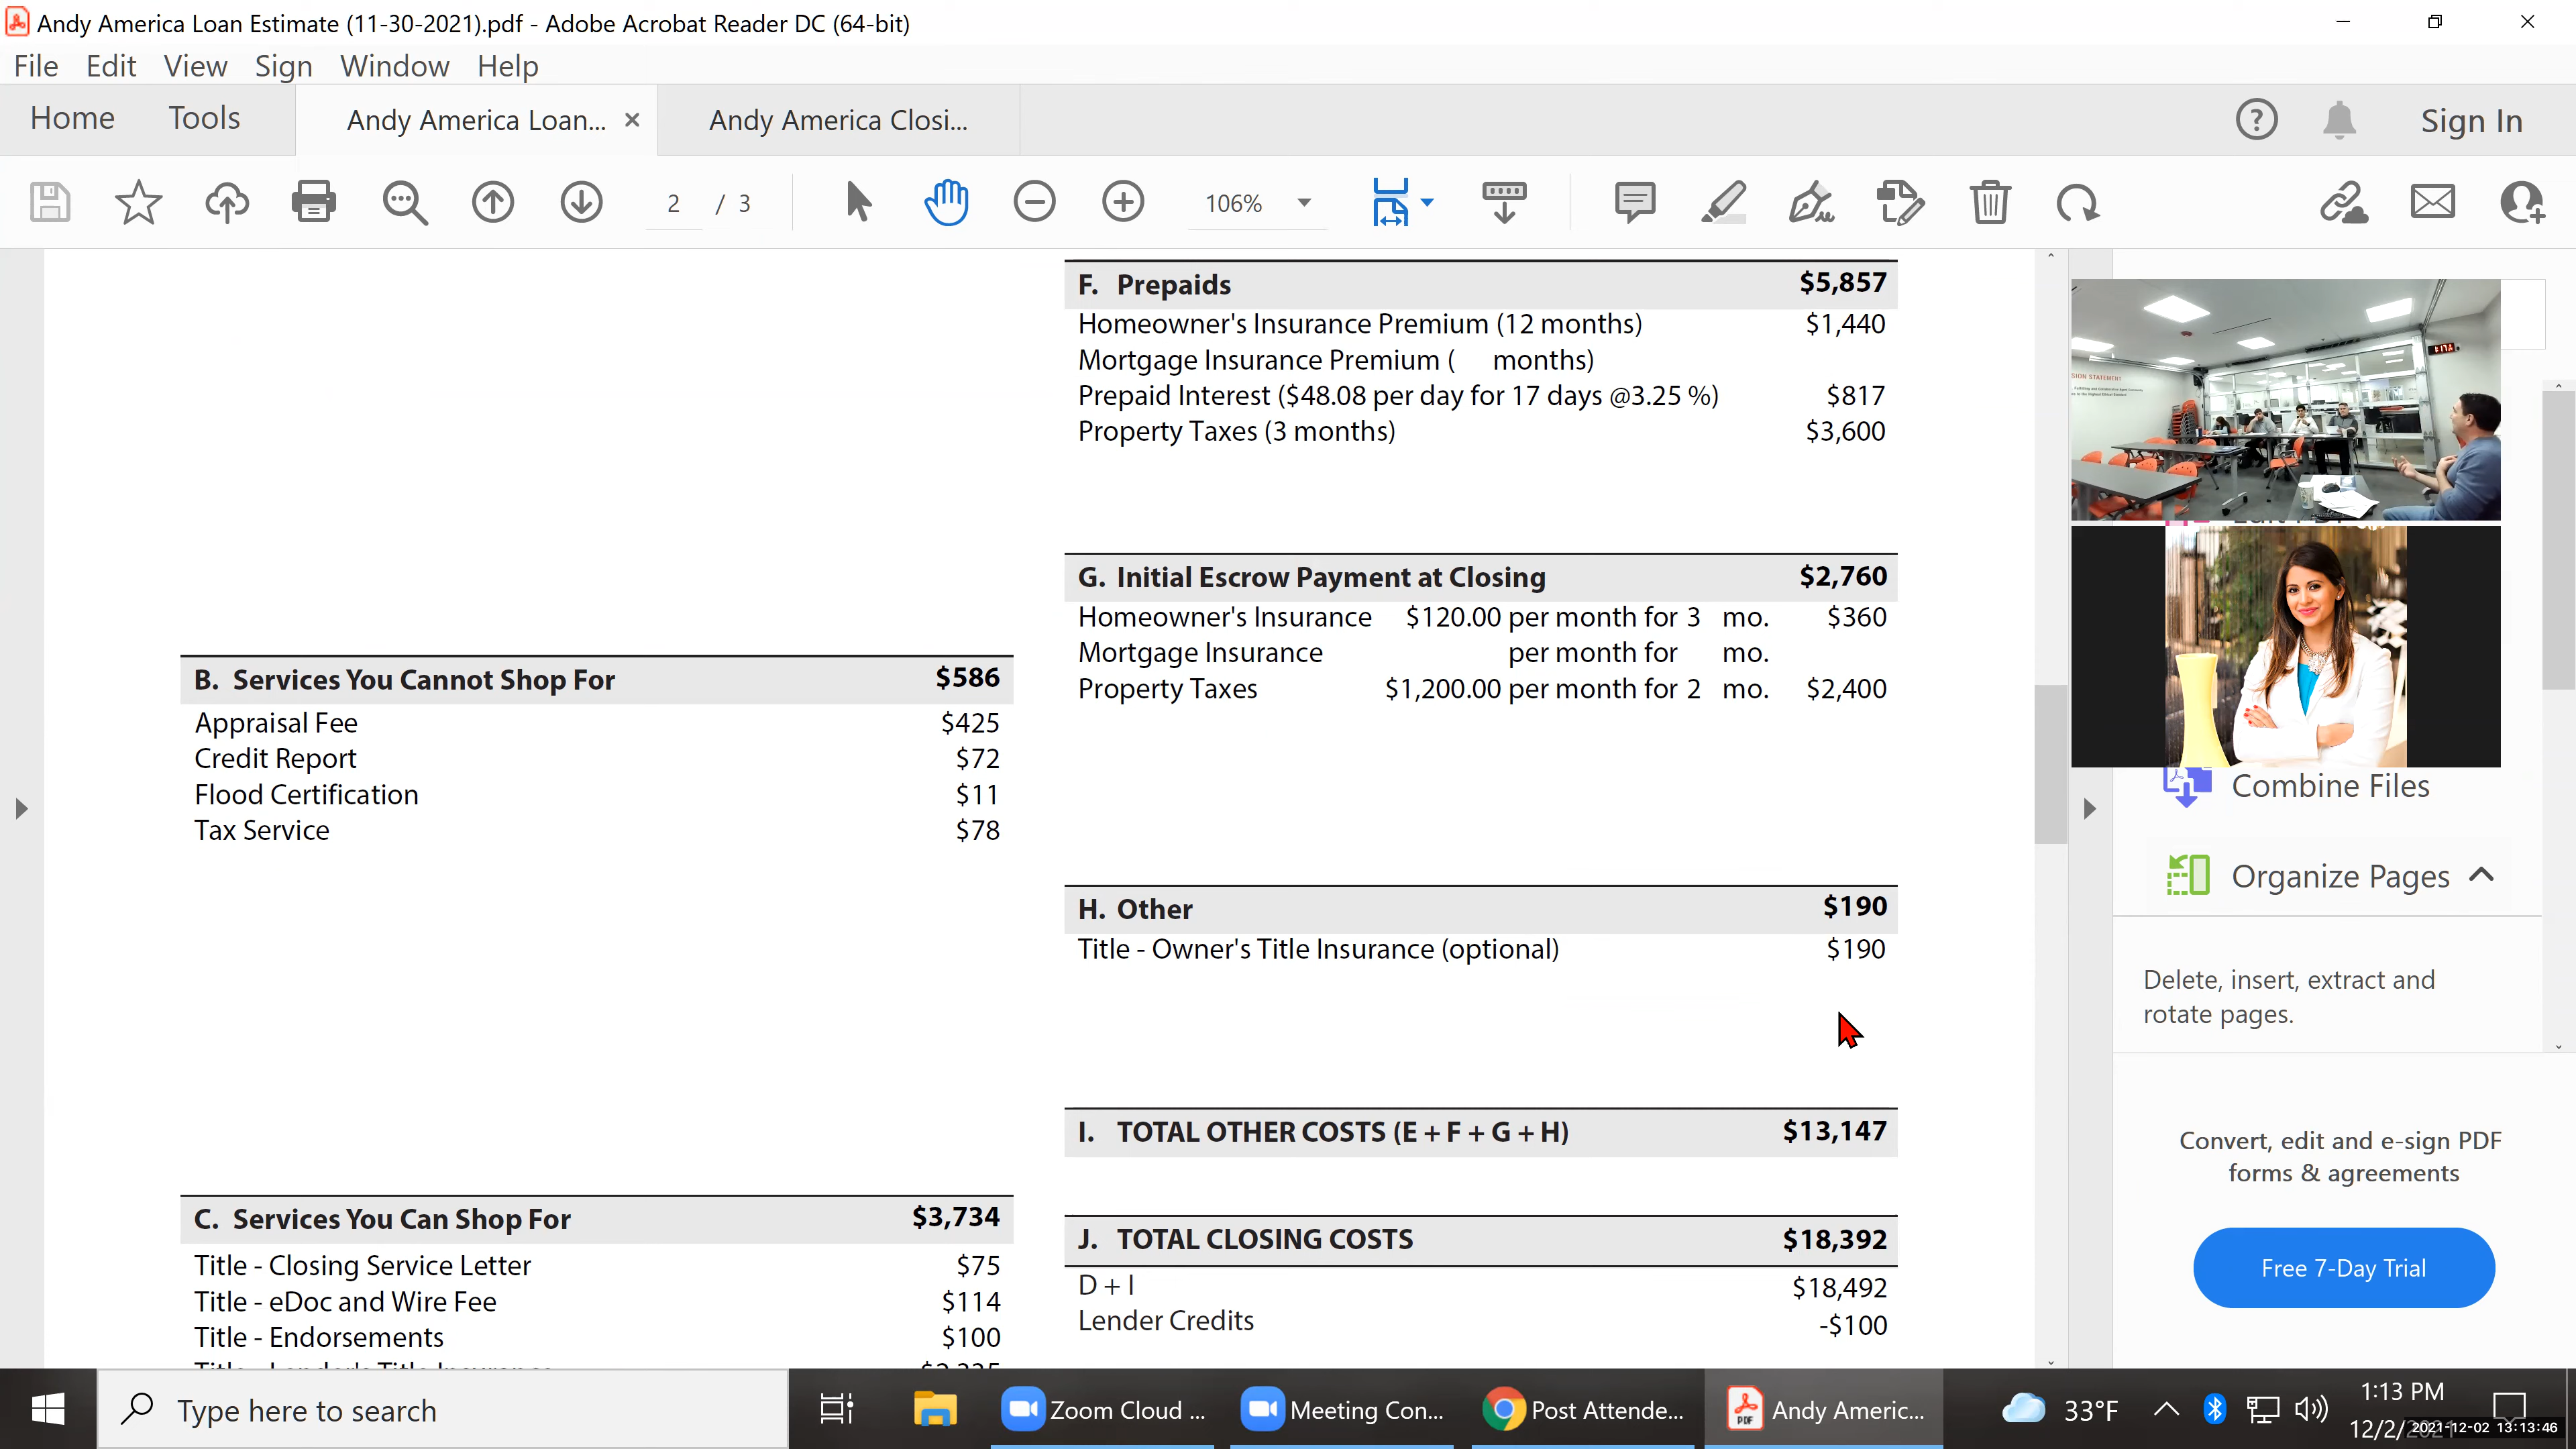 Andy America Loan Estimate (11-30-2021).pdf - Adobe Acrobat Reader DC (64-bit)
File Edit View Sign Window Help
Home Tools Andy America Loan... × Andy America Closi... Sign In
2 / 3 106%
F. Prepaids $5,857
Homeowner's Insurance Premium (12 months) $1,440
Mortgage Insurance Premium ( months)
Prepaid Interest ($48.08 per day for 17 days @3.25 %) $817
Property Taxes (3 months) $3,600
G. Initial Escrow Payment at Closing $2,760
Homeowner's Insurance $120.00 per month for 3 mo. $360
Mortgage Insurance per month for mo.
Property Taxes $1,200.00 per month for 2 mo. $2,400
H. Other $190
Title - Owner's Title Insurance (optional) $190
I. TOTAL OTHER COSTS (E + F + G + H) $13,147
J. TOTAL CLOSING COSTS $18,392
D + I $18,492
Lender Credits -$100
B. Services You Cannot Shop For $586
Appraisal Fee $425
Credit Report $72
Flood Certification $11
Tax Service $78
C. Services You Can Shop For $3,734
Title - Closing Service Letter $75
Title - eDoc and Wire Fee $114
Title - Endorsements $100
STATEMENT
Combine Files
Organize Pages
Delete, insert, extract and
rotate pages.
Convert, edit and e-sign PDF
forms & agreements
Free 7-Day Trial
Type here to search
Zoom Cloud ...
Meeting Con...
Post Attende...
PDF
Andy Americ...
33°F
1:13 PM
12/2/
2021-12-02 13:13:46